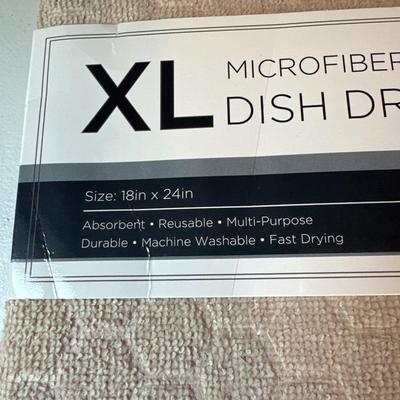 XL
MICROFIBER
DISH DR
Size: 18in x 24in
Absorbent • Reusable • Multi-Purpose
Durable • Machine Washable • Fast Drying